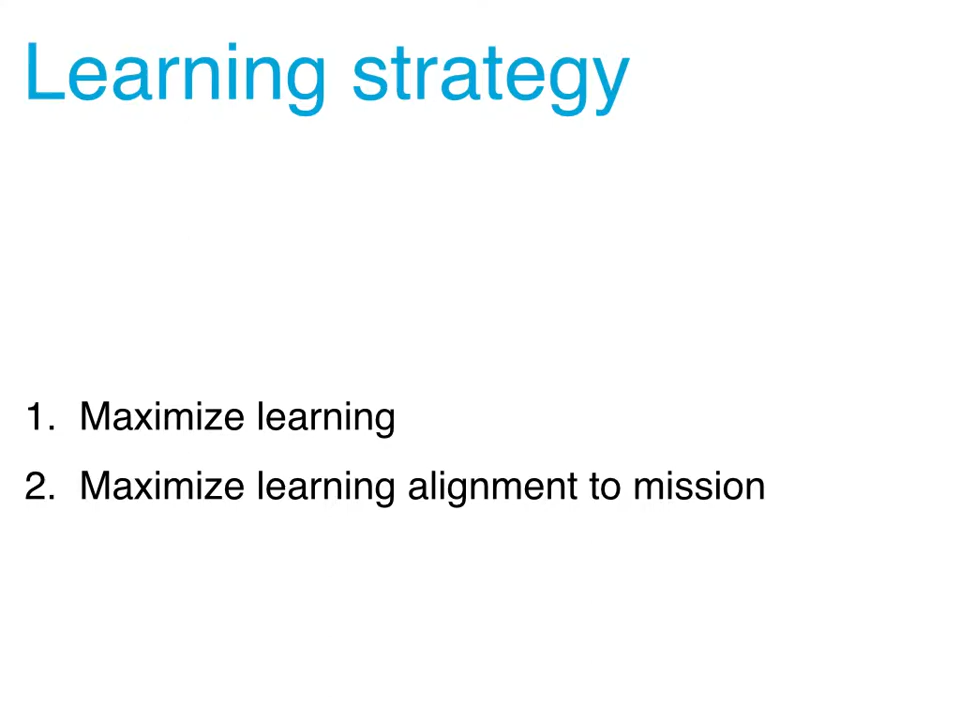 Learning strategy
1. Maximize learning
2. Maximize learning alignment to mission